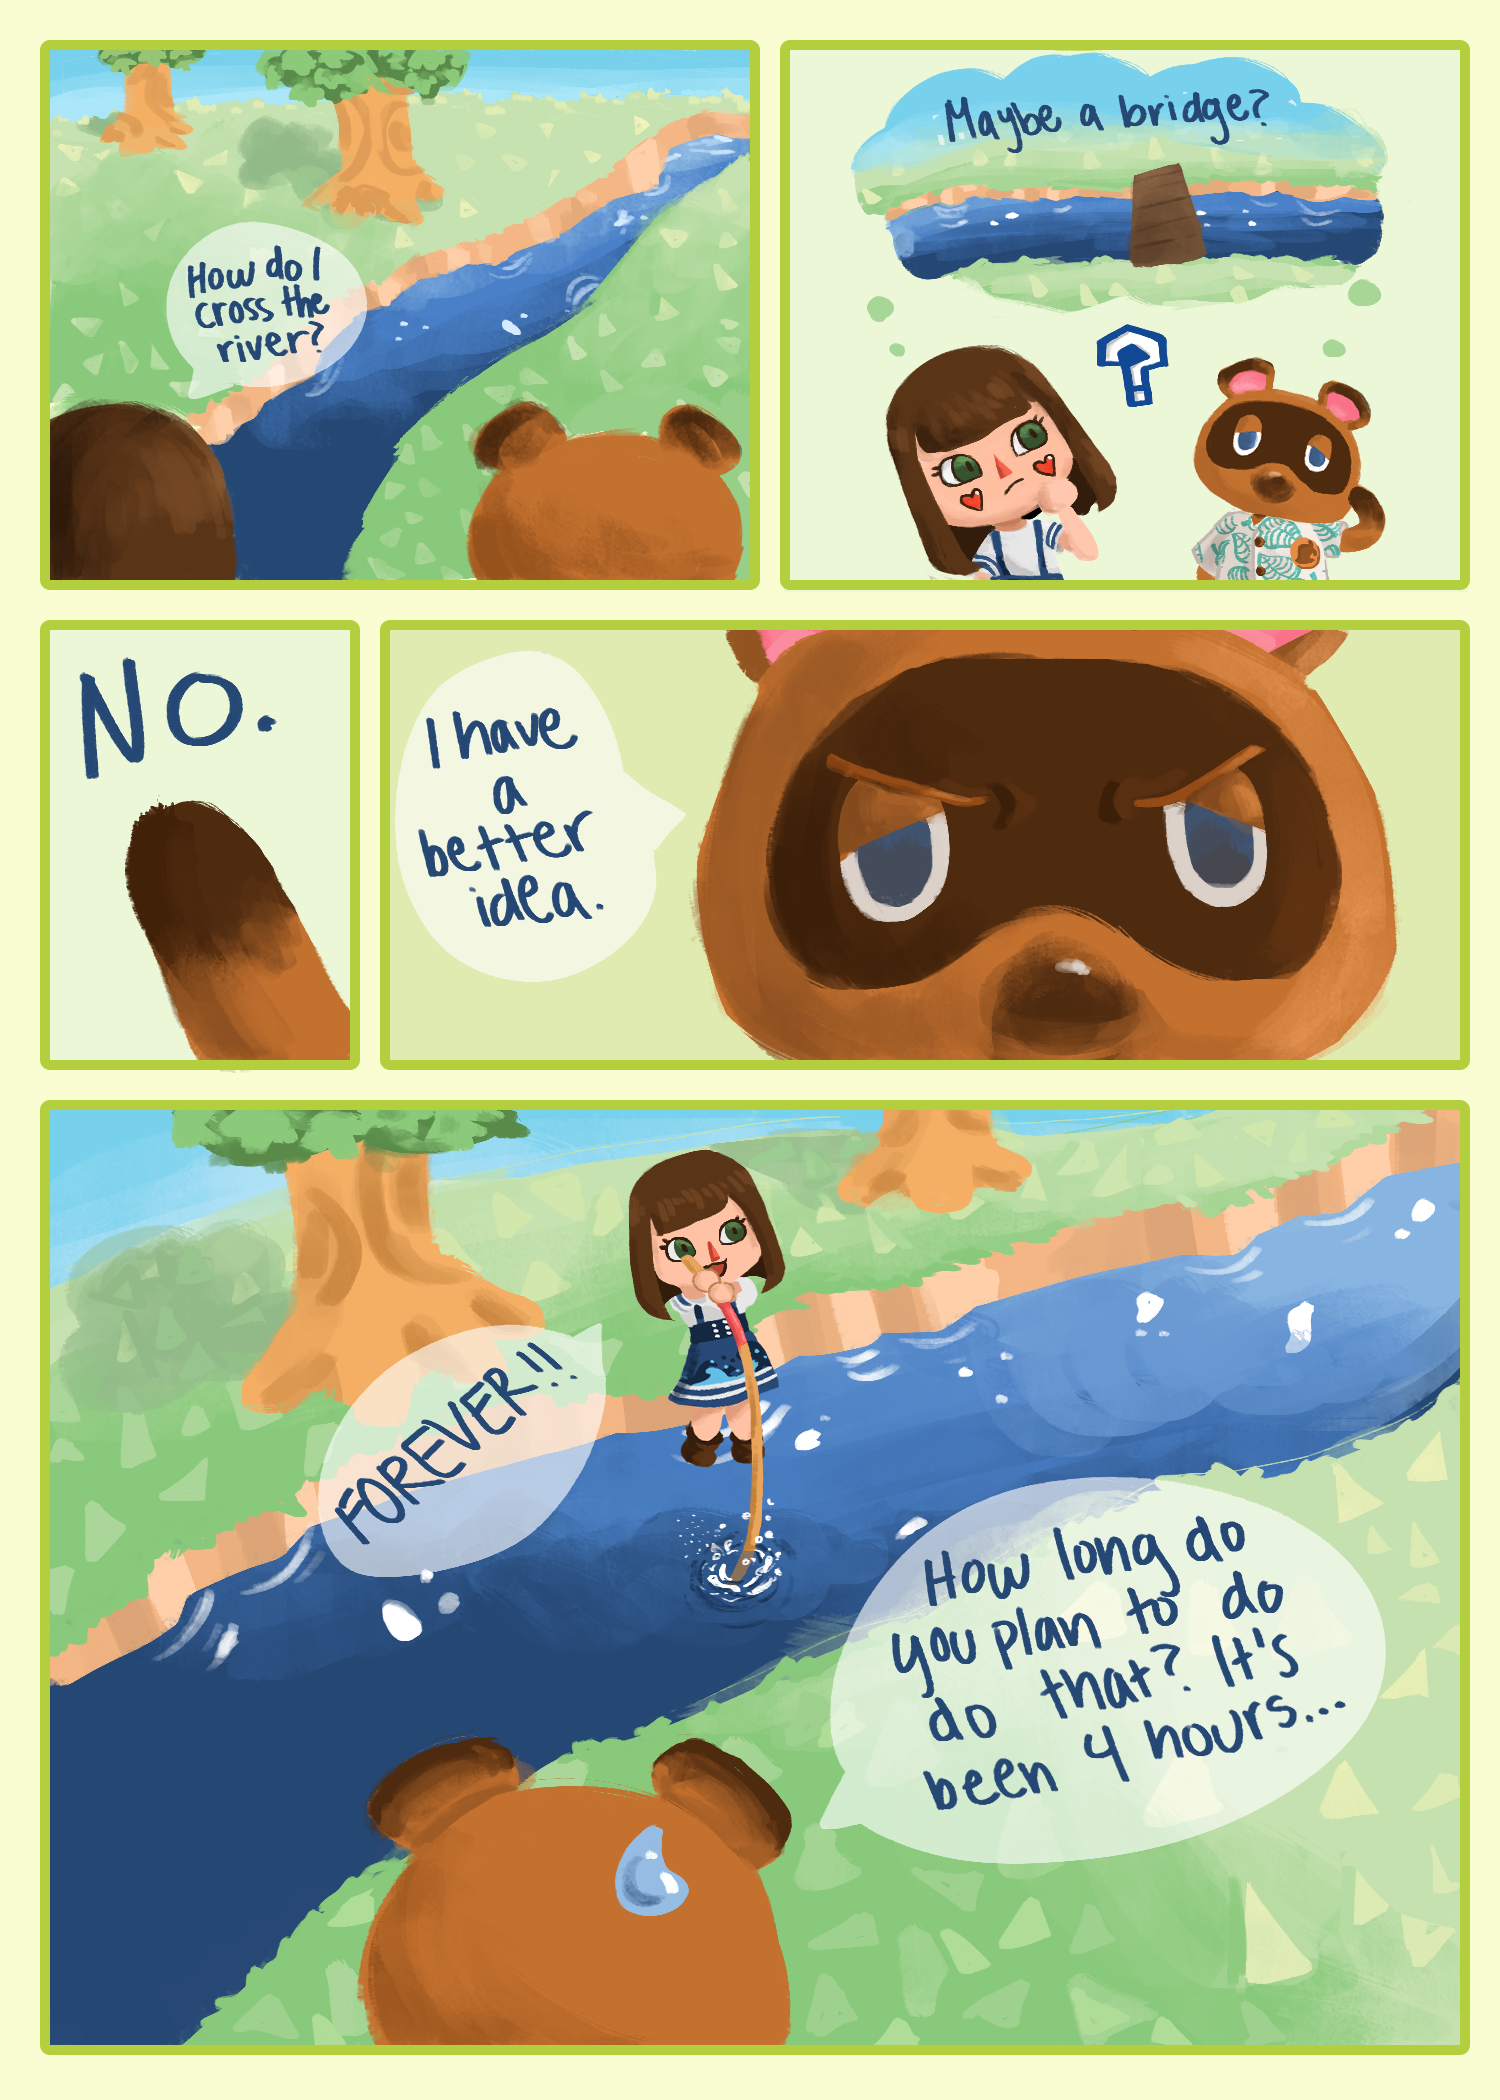 How do I
cross the
river?
Maybe a bridge?
?
NO.
I have
a
better
idea.
FOREVER!!
How long do
you plan to do
do that? It's
been 4 hours...